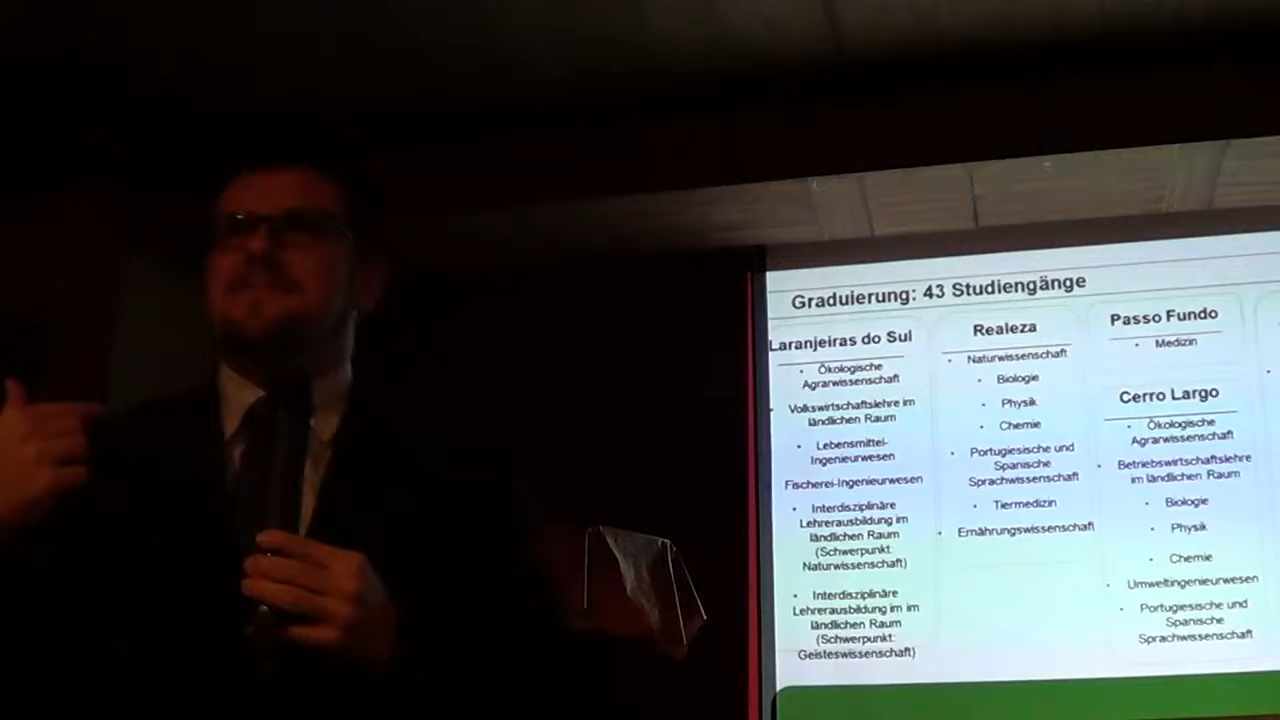 Graduierung: 43 Studiengänge
Laranjeiras do Sul
• Ökologische
Agrarwissenschaft
• Volkswirtschaftslehre im
ländlichen Raum
• Lebensmittel-
Ingenieurwesen
Fischerei-Ingenieurwesen
• Interdisziplinäre
Lehrerausbildung im
ländlichen Raum
(Schwerpunkt:
Naturwissenschaft)
• Interdisziplinäre
Lehrerausbildung im im
ländlichen Raum
(Schwerpunkt:
Geisteswissenschaft)
Realeza
• Naturwissenschaft
• Biologie
• Physik
• Chemie
• Portugiesische und
Spanische
Sprachwissenschaft
• Tiermedizin
• Ernährungswissenschaft
Passo Fundo
• Medizin
Cerro Largo
• Ökologische
Agrarwissenschaft
• Betriebswirtschaftslehre
im ländlichen Raum
• Biologie
• Physik
• Chemie
• Umweltingenieurwesen
• Portugiesische und
Spanische
Sprachwissenschaft